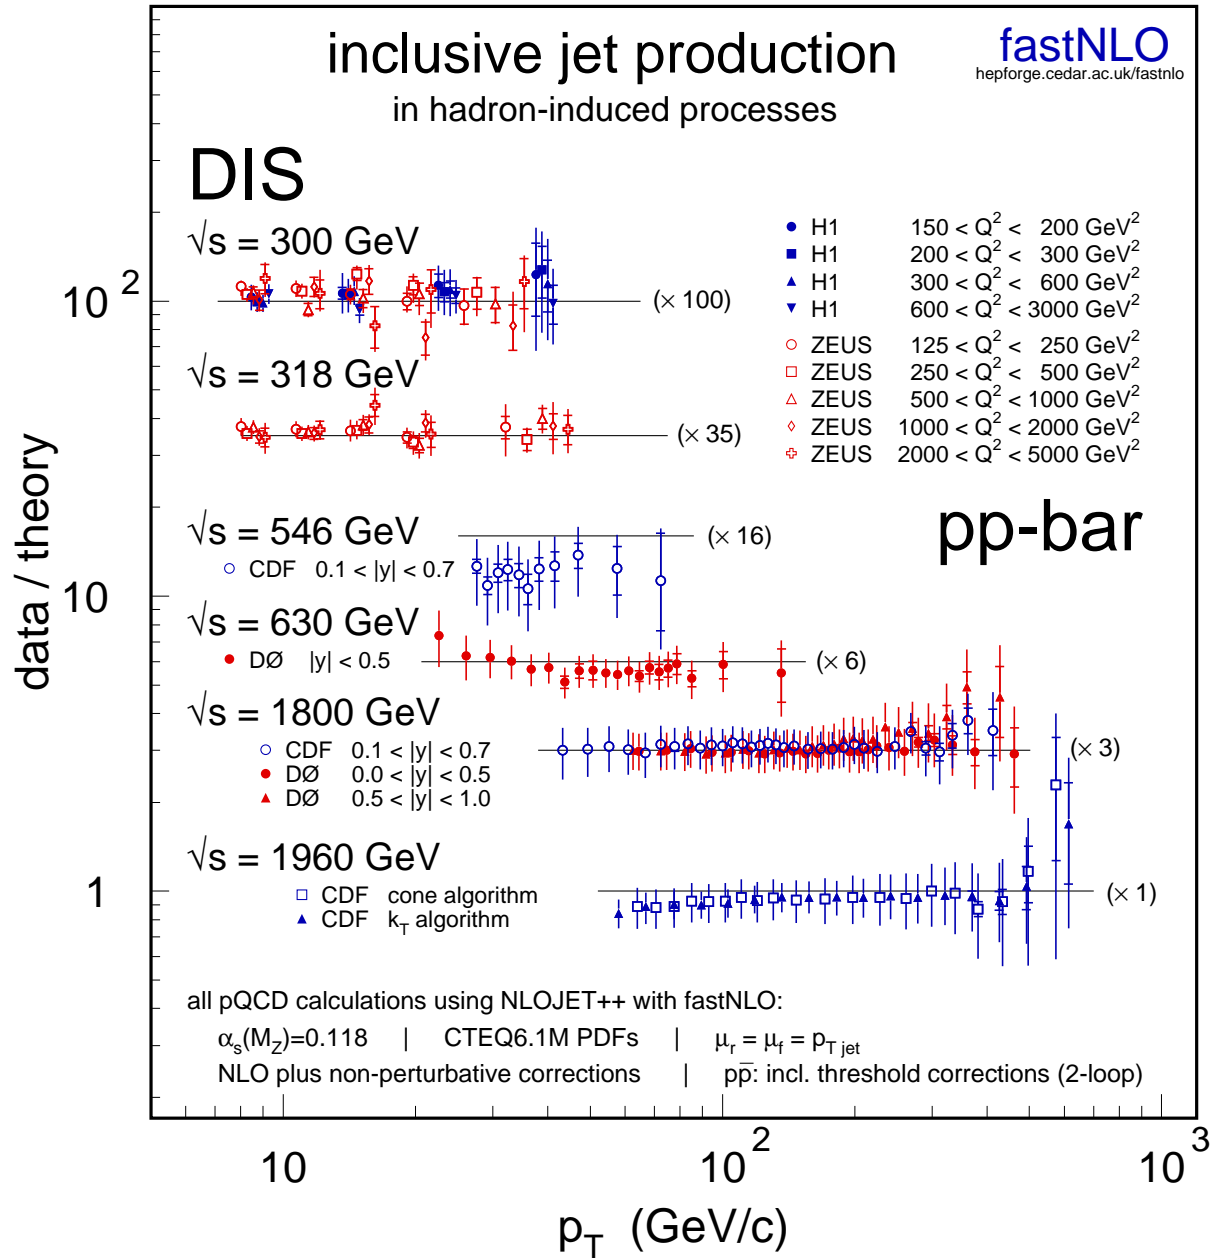 inclusive jet production
fastNLO
hepforge.cedar.ac.uk/fastnlo
in hadron-induced processes
DIS
√s = 300 GeV
(× 100)
√s = 318 GeV
(× 35)
H1 150 < Q² < 200 GeV²
H1 200 < Q² < 300 GeV²
H1 300 < Q² < 600 GeV²
H1 600 < Q² < 3000 GeV²
ZEUS 125 < Q² < 250 GeV²
ZEUS 250 < Q² < 500 GeV²
ZEUS 500 < Q² < 1000 GeV²
ZEUS 1000 < Q² < 2000 GeV²
ZEUS 2000 < Q² < 5000 GeV²
pp-bar
√s = 546 GeV
(× 16)
CDF 0.1 < |y| < 0.7
√s = 630 GeV
DØ |y| < 0.5
(× 6)
√s = 1800 GeV
CDF 0.1 < |y| < 0.7
DØ 0.0 < |y| < 0.5
DØ 0.5 < |y| < 1.0
(× 3)
√s = 1960 GeV
CDF cone algorithm
CDF k_T algorithm
(× 1)
all pQCD calculations using NLOJET++ with fastNLO:
α_s(M_Z)=0.118 | CTEQ6.1M PDFs | μ_r = μ_f = p_T jet
NLO plus non-perturbative corrections | pp̅: incl. threshold corrections (2-loop)
data / theory
10²
10
1
10
10²
10³
p_T (GeV/c)